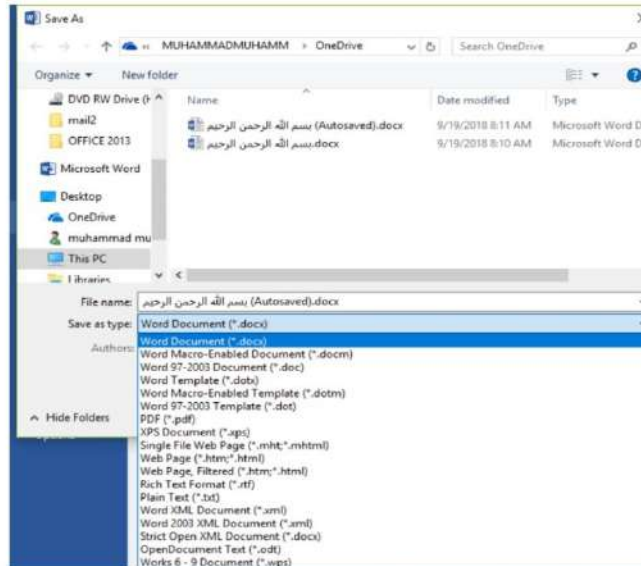 Save As
« MUHAMMADMUHAMM › OneDrive
Search OneDrive
Organize
New folder
DVD RW Drive (H
mail2
OFFICE 2013
Microsoft Word
Desktop
OneDrive
muhammad mu
This PC
Libraries
Name
Date modified
Type
بسم الله الرحمن الرحيم (Autosaved).docx
9/19/2018 8:11 AM
Microsoft Word D
بسم الله الرحمن الرحيم.docx
9/19/2018 8:10 AM
Microsoft Word D
File name: بسم الله الرحمن الرحيم (Autosaved).docx
Save as type: Word Document (*.docx)
Authors:
Word Document (*.docx)
Word Macro-Enabled Document (*.docm)
Word 97-2003 Document (*.doc)
Word Template (*.dotx)
Word Macro-Enabled Template (*.dotm)
Word 97-2003 Template (*.dot)
PDF (*.pdf)
XPS Document (*.xps)
Single File Web Page (*.mht;*.mhtml)
Web Page (*.htm;*.html)
Web Page, Filtered (*.htm;*.html)
Rich Text Format (*.rtf)
Plain Text (*.txt)
Word XML Document (*.xml)
Word 2003 XML Document (*.xml)
Strict Open XML Document (*.docx)
OpenDocument Text (*.odt)
Works 6 - 9 Document (*.wps)
Hide Folders